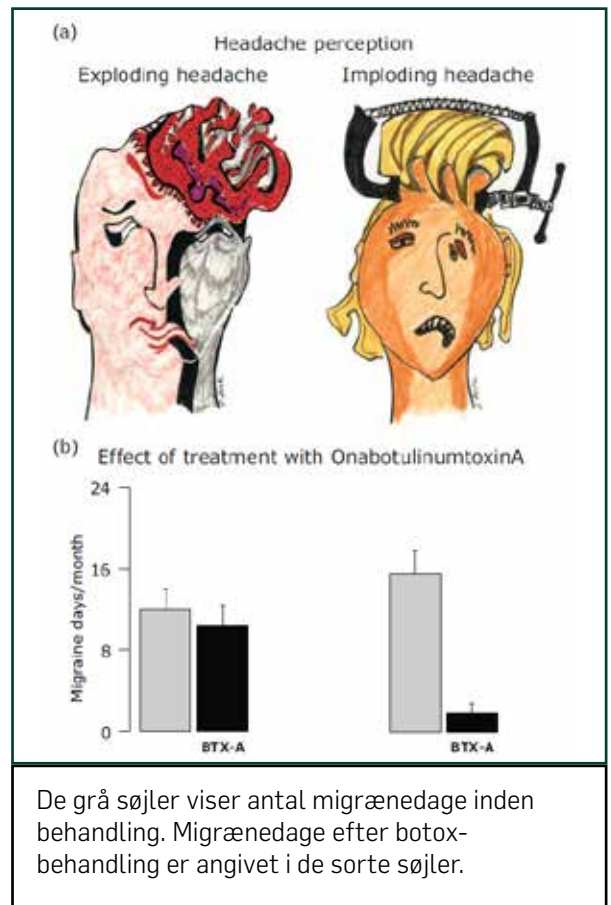 (a)
Headache perception
Exploding headache
Imploding headache
(b)
Effect of treatment with OnabotulinumtoxinA
24
16
8
0
Migraine days/month
BTX-A
BTX-A
De grå søjler viser antal migrænedage inden
behandling. Migrænedage efter botox-
behandling er angivet i de sorte søjler.